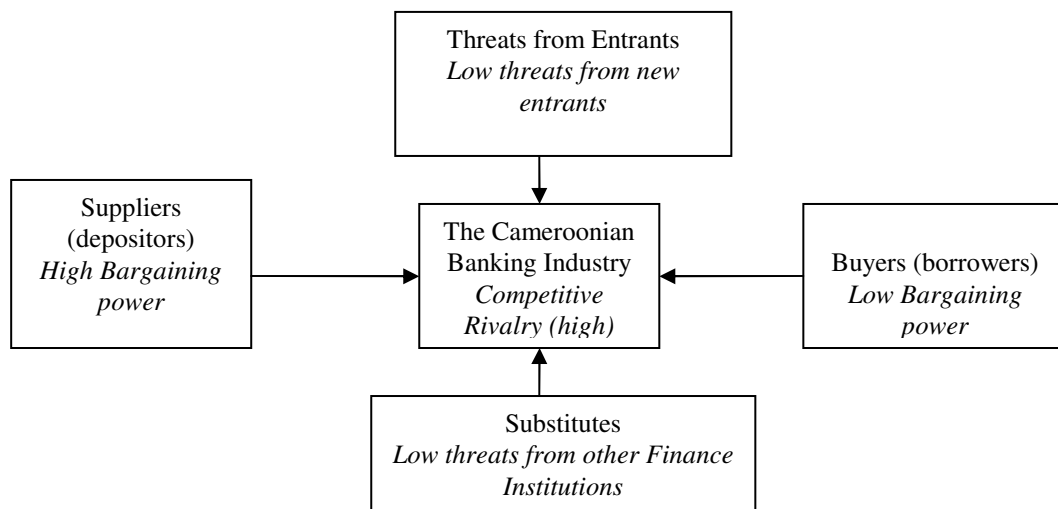 Threats from Entrants
Low threats from new
entrants
Suppliers
(depositors)
High Bargaining
power
The Cameroonian
Banking Industry
Competitive
Rivalry (high)
Buyers (borrowers)
Low Bargaining
power
Substitutes
Low threats from other Finance
Institutions